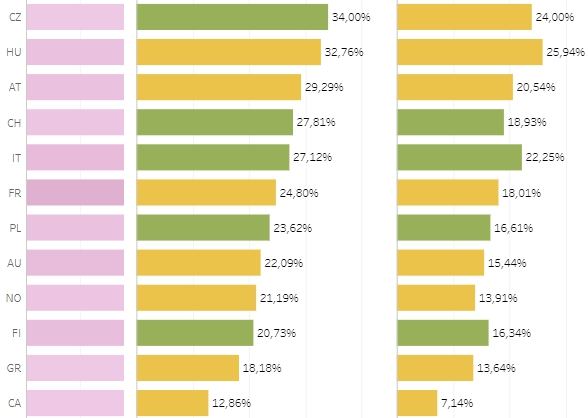 CZ 34,00% 24,00%
HU 32,76% 25,94%
AT 29,29% 20,54%
CH 27,81% 18,93%
IT 27,12% 22,25%
FR 24,80% 18,01%
PL 23,62% 16,61%
AU 22,09% 15,44%
NO 21,19% 13,91%
FI 20,73% 16,34%
GR 18,18% 13,64%
CA 12,86% 7,14%